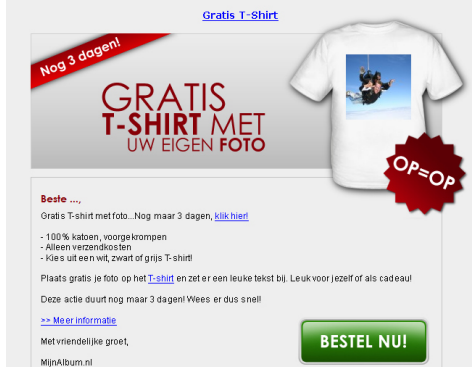 Gratis T-Shirt
Nog 3 dagen!
GRATIS
T-SHIRT MET
UW EIGEN FOTO
OP=OP
Beste ...,
Gratis T-shirt met foto...Nog maar 3 dagen, klik hier!
- 100% katoen, voorgekrompen
- Alleen verzendkosten
- Kies uit een wit, zwart of grijs T-shirt!
Plaats gratis je foto op het T-shirt en zet er een leuke tekst bij. Leuk voor jezelf of als cadeau!
Deze actie duurt nog maar 3 dagen! Wees er dus snel!
>> Meer informatie
BESTEL NU!
Met vriendelijke groet,
MijnAlbum.nl